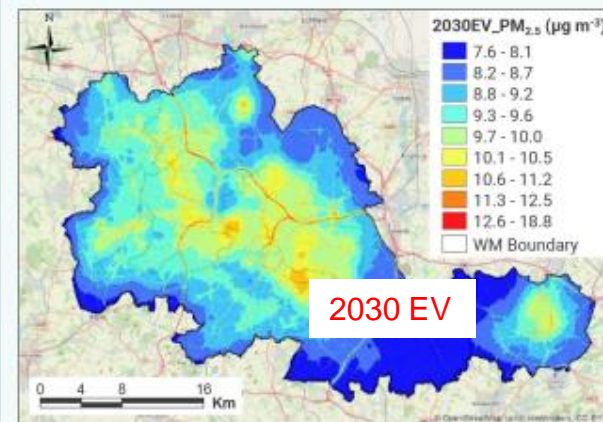 N
2030EV_PM2.5 (µg m-3)
7.6 - 8.1
8.2 - 8.7
8.8 - 9.2
9.3 - 9.6
9.7 - 10.0
10.1 - 10.5
10.6 - 11.2
11.3 - 12.5
12.6 - 18.8
WM Boundary
2030 EV
0 4 8 16
Km